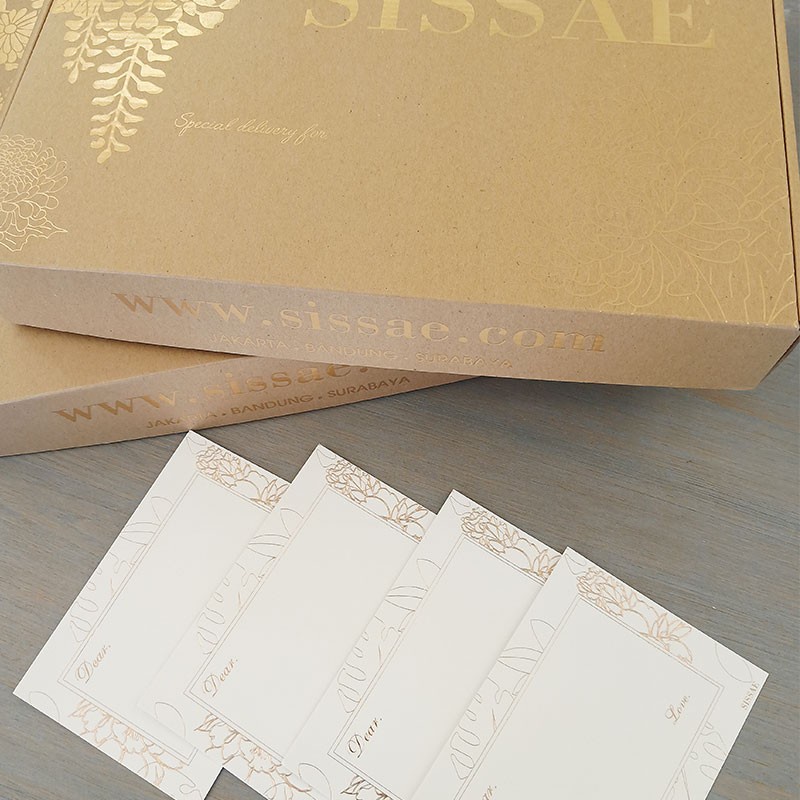 SISSAE
Special delivery for
www.sissae.com
JAKARTA • BANDUNG • SURABAYA
www.sissae.
JAKARTA • BANDUNG • SURABAYA
Dear,
Dear,
Dear,
Dear,
Love,
SISSAE